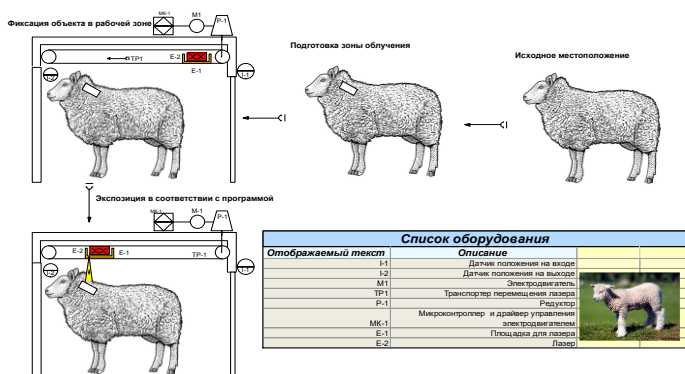 Фиксация объекта в рабочей зоне
МК-1
М1
Р-1
Подготовка зоны облучения
Исходное местоположение
ТР1
Е-2
Е-1
I-2
I-1
Экспозиция в соответствии с программой
МК-1
М-1
Р-1
Е-2
Е-1
ТР-1
I-2
I-1
Список оборудования
Отображаемый текст Описание
I-1 Датчик положения на входе
I-2 Датчик положения на выходе
М1 Электродвигатель
ТР1 Транспортер перемещения лазера
Р-1 Редуктор
Микроконтроллер и драйвер управления
МК-1 электродвигателем
Е-1 Площадка для лазера
Е-2 Лазер